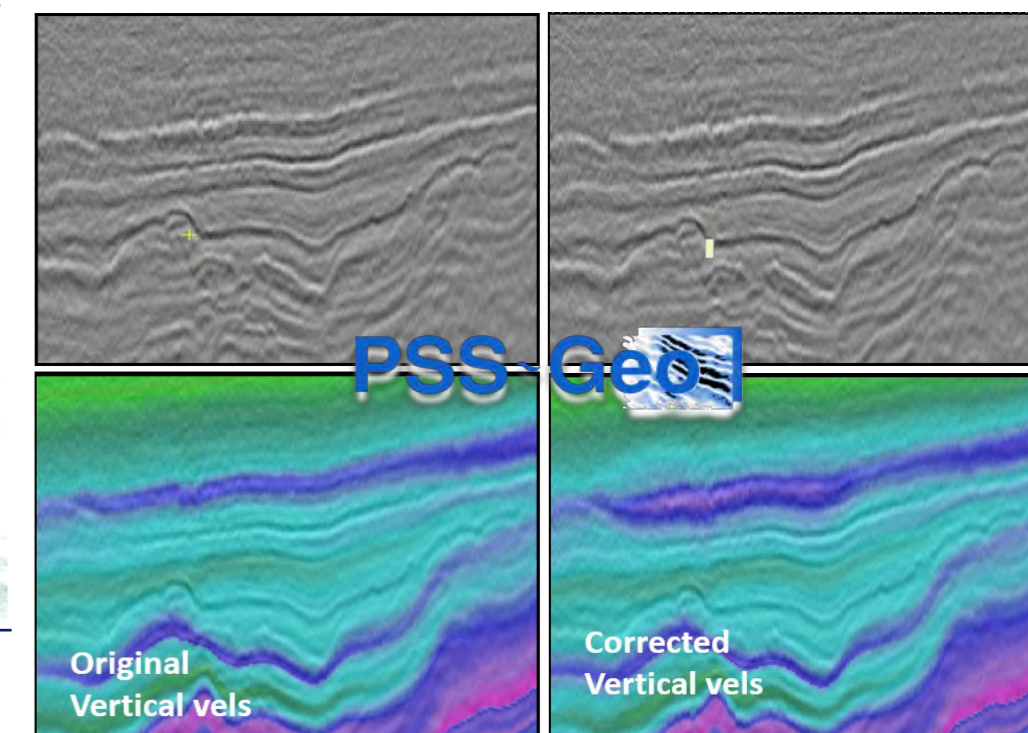 PSS~Geo
Original
Vertical vels
Corrected
Vertical vels